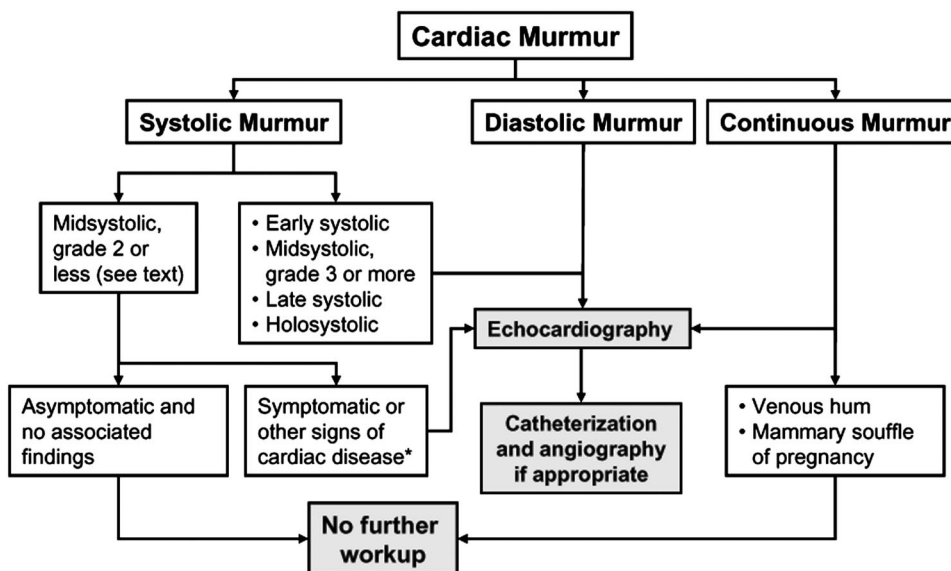 Cardiac Murmur
Systolic Murmur
Diastolic Murmur
Continuous Murmur
Midsystolic,
grade 2 or
less (see text)
• Early systolic
• Midsystolic,
grade 3 or more
• Late systolic
• Holosystolic
Echocardiography
Asymptomatic and
no associated
findings
Symptomatic or
other signs of
cardiac disease*
Catheterization
and angiography
if appropriate
• Venous hum
• Mammary souffle
of pregnancy
No further
workup